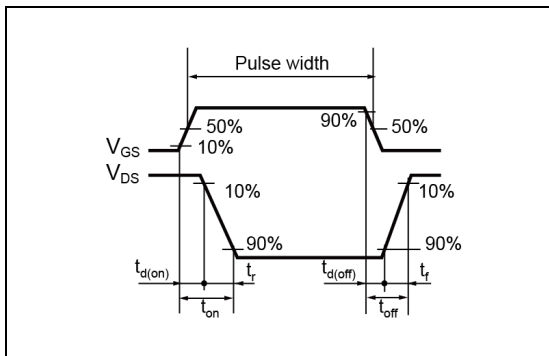 Pulse width
90%
50%
50%
10%
V_GS
V_DS
10%
10%
90%
90%
t_d(on)
t_r
t_d(off)
t_f
t_on
t_off